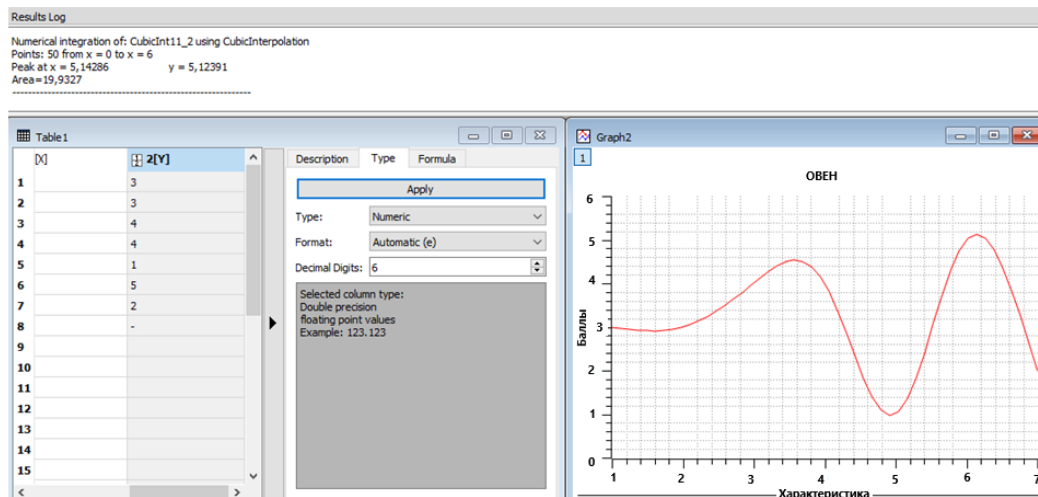 Results Log
Numerical integration of: CubicInt11_2 using CubicInterpolation
Points: 50 from x = 0 to x = 6
Peak at x = 5,14286 y = 5,12391
Area=19,9327
------------------------------------------------------------
Table1
[X] 2[Y]
1 3
2 3
3 4
4 4
5 1
6 5
7 2
8 -
9
10
11
12
13
14
15
Description Type Formula
Apply
Type: Numeric
Format: Automatic (e)
Decimal Digits: 6
Selected column type:
Double precision
floating point values
Example: 123.123
Graph2
1
ОВЕН
6
5
4
3
2
1
0
Баллы
1 2 3 4 5 6 7
Характеристика